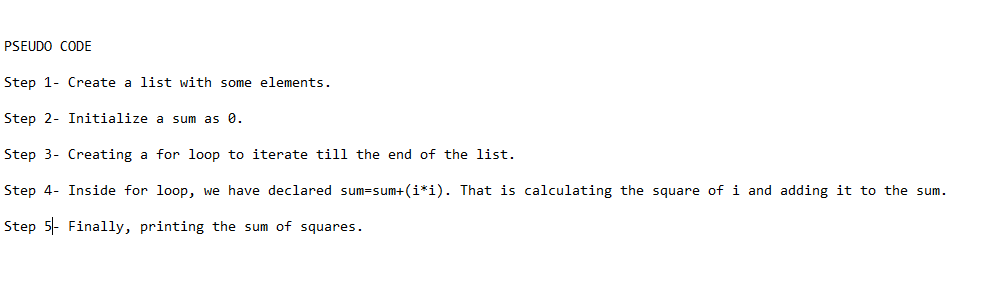 PSEUDO CODE
Step 1- Create a list with some elements.
Step 2- Initialize a sum as 0.
Step 3- Creating a for loop to iterate till the end of the list.
Step 4- Inside for loop, we have declared sum=sum+(i*i). That is calculating the square of i and adding it to the sum.
Step 5- Finally, printing the sum of squares.